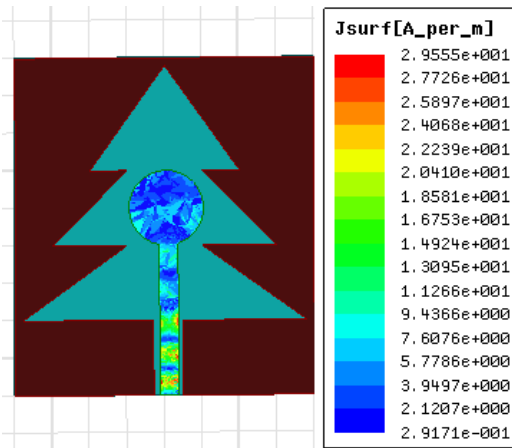 Jsurf[A_per_m]
2.9555e+001
2.7726e+001
2.5897e+001
2.4068e+001
2.2239e+001
2.0410e+001
1.8581e+001
1.6753e+001
1.4924e+001
1.3095e+001
1.1266e+001
9.4366e+000
7.6076e+000
5.7786e+000
3.9497e+000
2.1207e+000
2.9171e-001